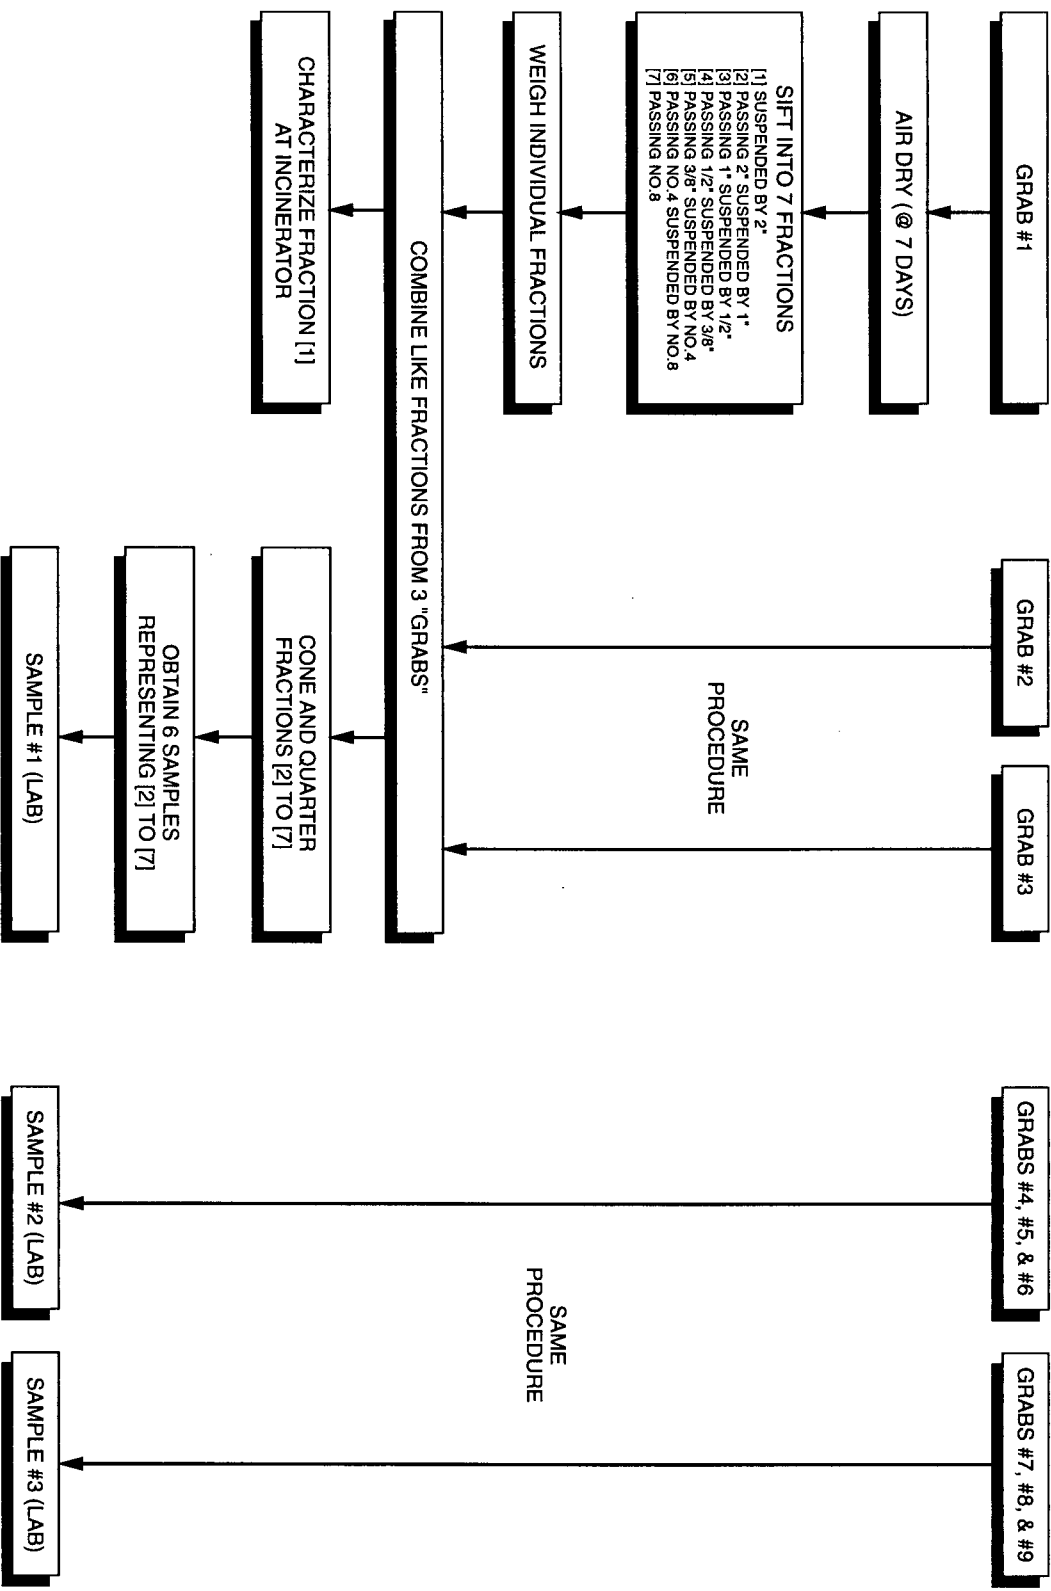 GRAB #1
GRAB #2
GRAB #3
GRABS #4, #5, & #6
GRABS #7, #8, & #9
AIR DRY (@ 7 DAYS)
SIFT INTO 7 FRACTIONS
[1] SUSPENDED BY 2"
[2] PASSING 2" SUSPENDED BY 1"
[3] PASSING 1" SUSPENDED BY 1/2"
[4] PASSING 1/2" SUSPENDED BY 3/8"
[5] PASSING 3/8" SUSPENDED BY NO.4
[6] PASSING NO.4 SUSPENDED BY NO.8
[7] PASSING NO.8
SAME
PROCEDURE
WEIGH INDIVIDUAL FRACTIONS
SAME
PROCEDURE
COMBINE LIKE FRACTIONS FROM 3 "GRABS"
CHARACTERIZE FRACTION [1]
AT INCINERATOR
CONE AND QUARTER
FRACTIONS [2] TO [7]
OBTAIN 6 SAMPLES
REPRESENTING [2] TO [7]
SAMPLE #1 (LAB)
SAMPLE #2 (LAB)
SAMPLE #3 (LAB)